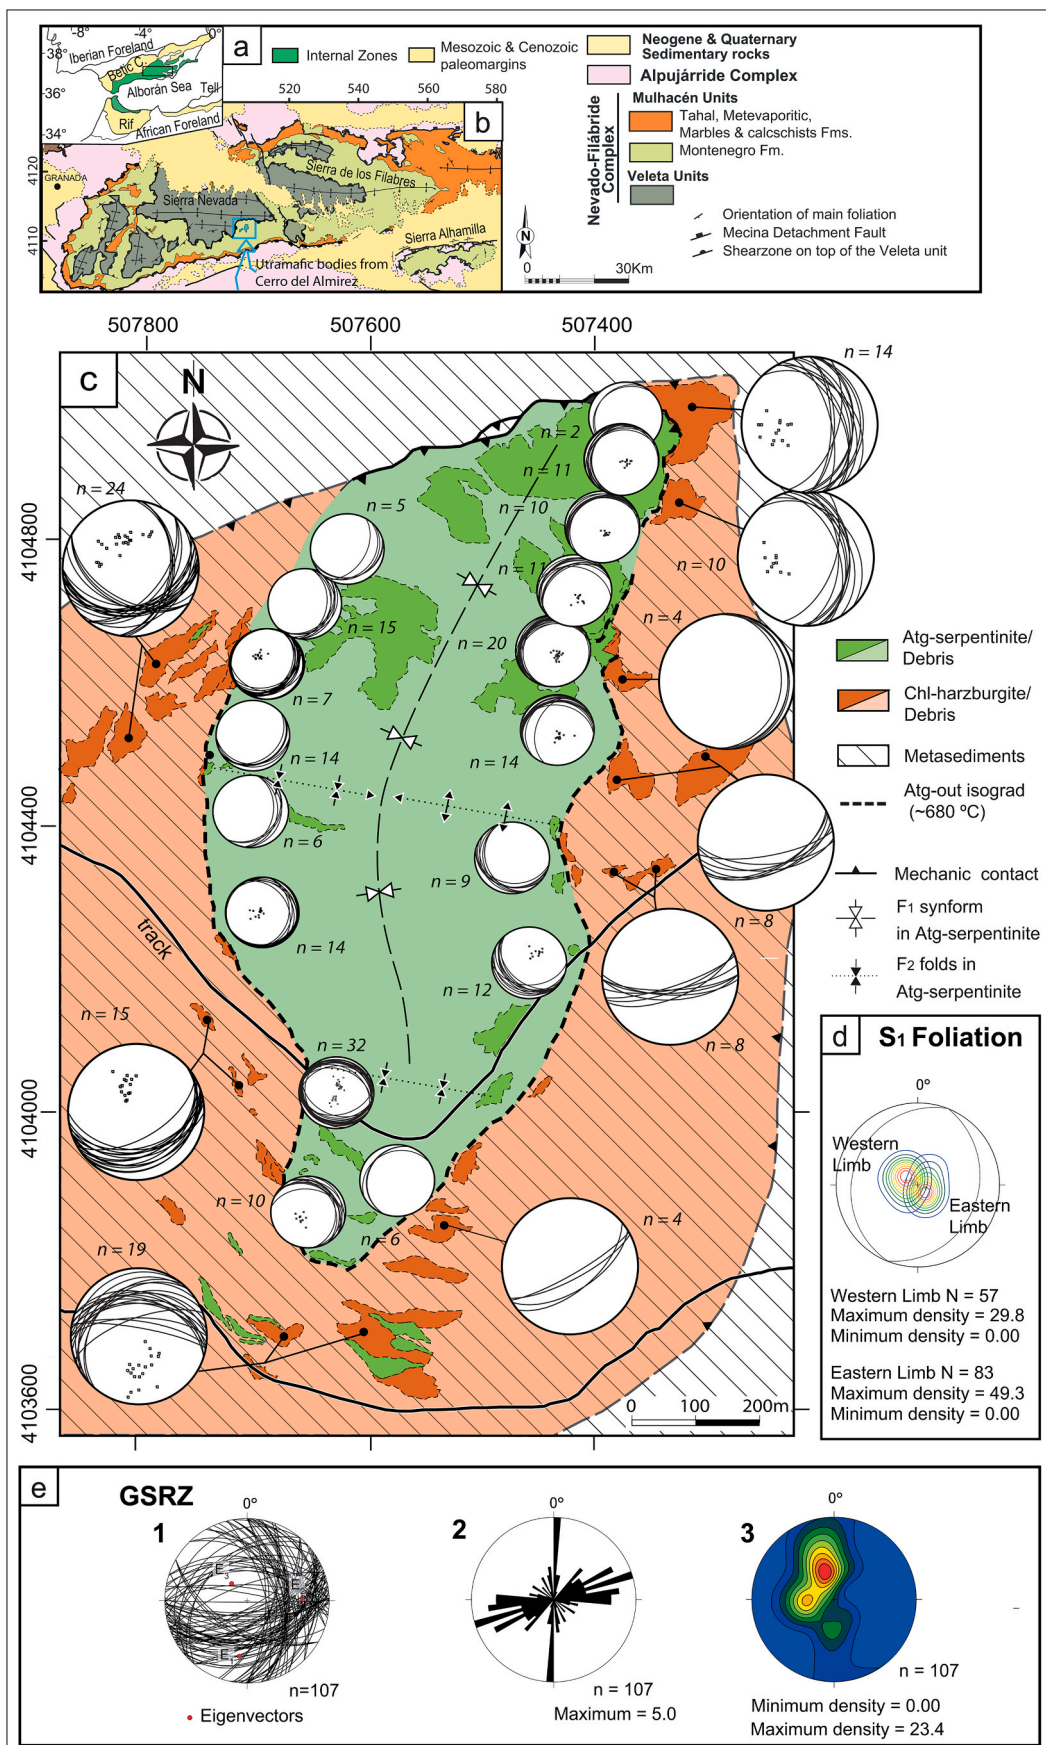 -8°
-4°
0°
38°
36°
34°
Iberian Foreland
Betic C.
Alborán Sea
Tell
Rif
African Foreland
a
Internal Zones
Mesozoic & Cenozoic
paleomargins
Neogene & Quaternary
Sedimentary rocks
Alpujárride Complex
Nevado-Filábride
Complex
Mulhacén Units
Tahal, Metevaporitic,
Marbles & calcschists Fms.
Montenegro Fm.
Veleta Units
Orientation of main foliation
Mecina Detachment Fault
Shearzone on top of the Veleta unit
N
0
30Km
520
540
560
580
b
4120
4110
GRANADA
Sierra Nevada
Sierra de los Filabres
Sierra Alhamilla
Utramafic bodies from
Cerro del Almirez
507800
507600
507400
c
N
4104800
4104400
4104000
4103600
n = 14
n = 2
n = 11
n = 24
n = 5
n = 10
n = 11
n = 10
n = 4
n = 15
n = 20
n = 7
n = 14
n = 14
n = 6
n = 9
n = 8
n = 14
n = 12
n = 8
track
n = 15
n = 32
n = 10
n = 6
n = 4
n = 19
0
100
200m
Atg-serpentinite/
Debris
Chl-harzburgite/
Debris
Metasediments
Atg-out isograd
(~680 ºC)
Mechanic contact
F1 synform
in Atg-serpentinite
F2 folds in
Atg-serpentinite
d
S1 Foliation
0°
Western
Limb
Eastern
Limb
Western Limb N = 57
Maximum density = 29.8
Minimum density = 0.00
Eastern Limb N = 83
Maximum density = 49.3
Minimum density = 0.00
e
GSRZ
1
0°
E3
E1
n=107
Eigenvectors
2
0°
n = 107
Maximum = 5.0
3
0°
n = 107
Minimum density = 0.00
Maximum density = 23.4